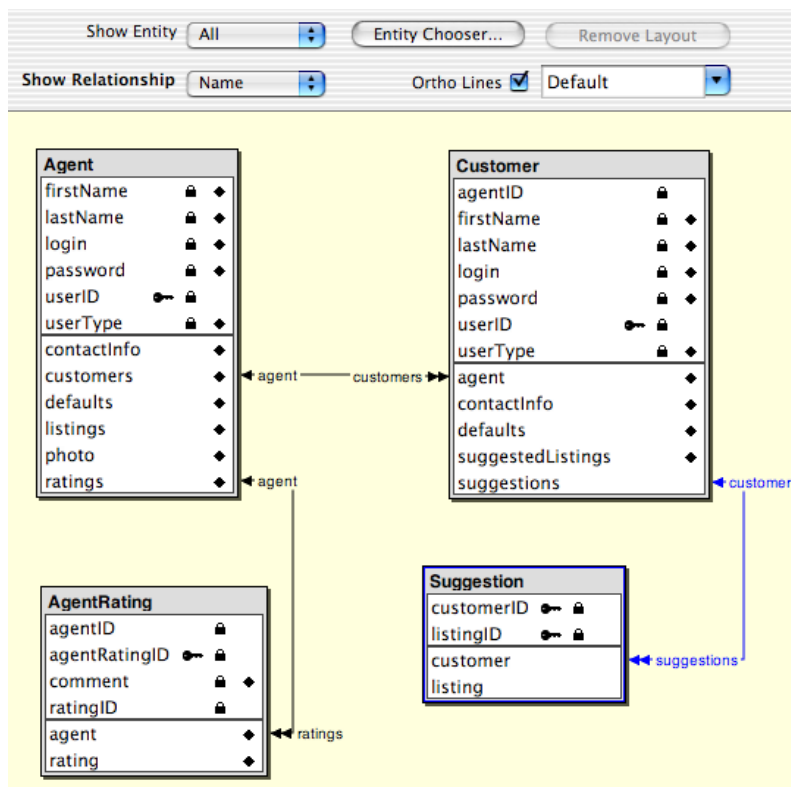 Show Entity All Entity Chooser... Remove Layout
Show Relationship Name Ortho Lines Default
Agent
firstName
lastName
login
password
userID
userType
contactInfo
customers
defaults
listings
photo
ratings
agent customers
Customer
agentID
firstName
lastName
login
password
userID
userType
agent
contactInfo
defaults
suggestedListings
suggestions
agent
customer
AgentRating
agentID
agentRatingID
comment
ratingID
agent
rating
ratings
Suggestion
customerID
listingID
customer
listing
suggestions